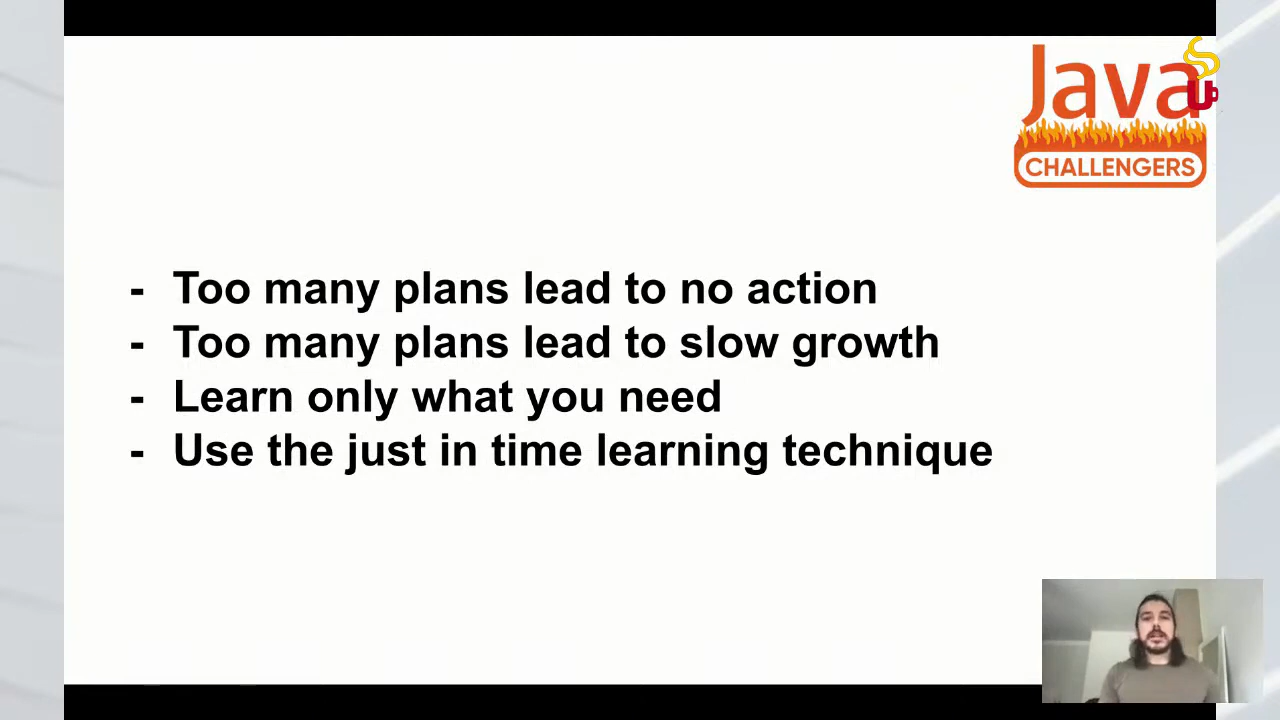 Java
CHALLENGERS
- Too many plans lead to no action
- Too many plans lead to slow growth
- Learn only what you need
- Use the just in time learning technique